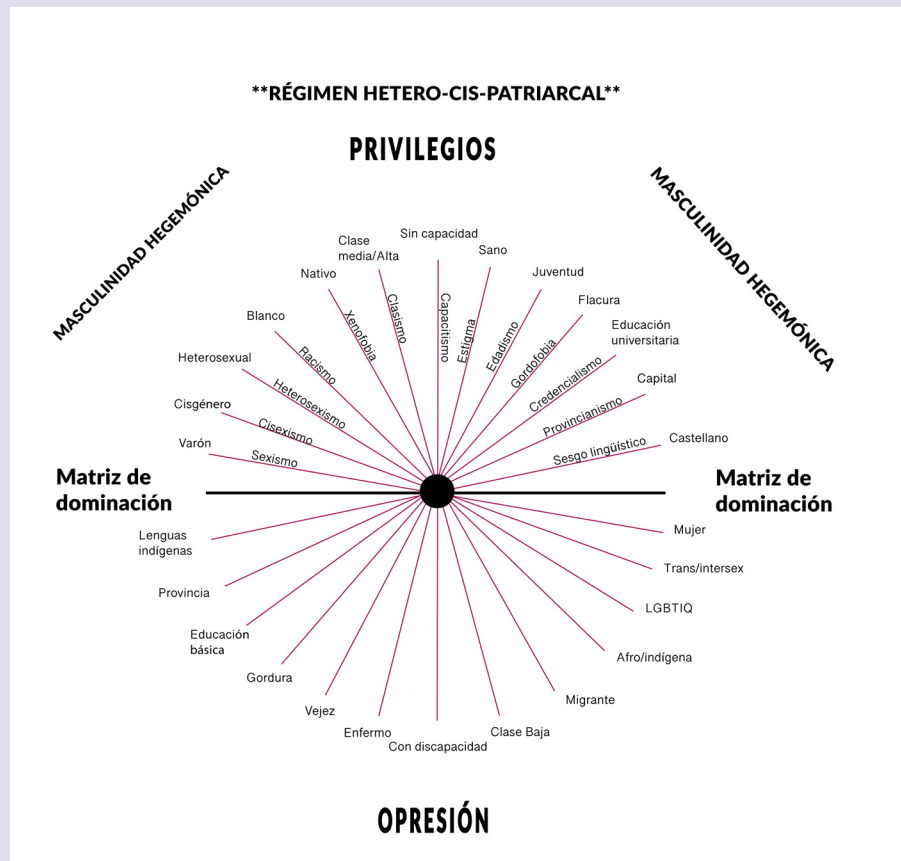 **RÉGIMEN HETERO-CIS-PATRIARCAL**
PRIVILEGIOS
MASCULINIDAD HEGEMÓNICA
MASCULINIDAD HEGEMÓNICA
Sin capacidad
Clase
media/Alta
Sano
Nativo
Juventud
Blanco
Flacura
Heterosexual
Educación
universitaria
Cisgénero
Capital
Varón
Castellano
Sexismo
Cisexismo
Heterosexismo
Racismo
Xenofobia
Clasismo
Capacitismo
Estigma
Edadismo
Gordofobia
Credencialismo
Provincianismo
Sesgo lingüístico
Matriz de
dominación
Matriz de
dominación
Lenguas
indígenas
Provincia
Educación
básica
Gordura
Vejez
Enfermo
Con discapacidad
Clase Baja
Migrante
Afro/indígena
LGBTIQ
Trans/intersex
Mujer
OPRESIÓN